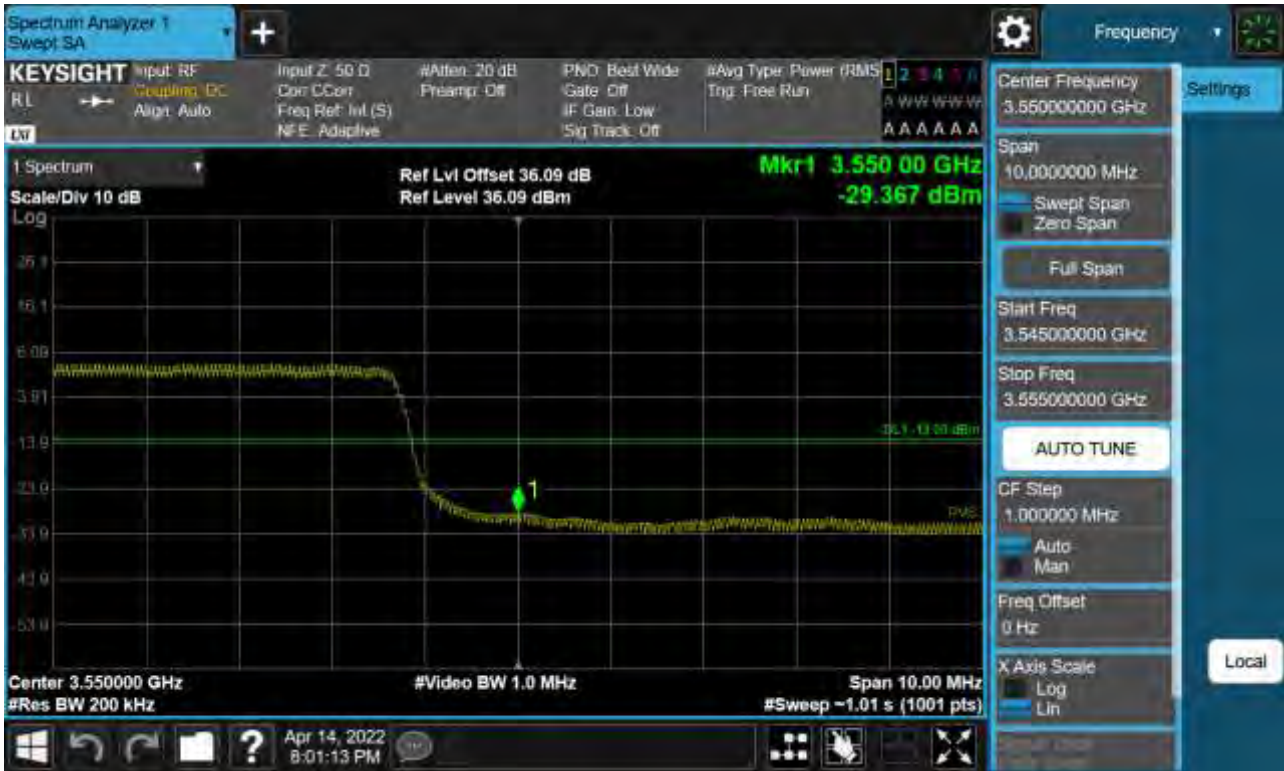 Spectrum Analyzer 1
Swept SA
Frequency
KEYSIGHT
RL
Input: RF
Coupling: DC
Align: Auto
Input Z: 50 Ω
Corr CCorr
Freq Ref: Int (S)
NFE: Adaptive
#Atten: 20 dB
Preamp: Off
PNO: Best Wide
Gate: Off
IF Gain: Low
Sig Track: Off
#Avg Type: Power (RMS
Trig: Free Run
1 2 3 4 5 6
A W W W W W
A A A A A A
LXI
1 Spectrum
Scale/Div 10 dB
Log
Ref Lvl Offset 36.09 dB
Ref Level 36.09 dBm
Mkr1 3.550 00 GHz
-29.367 dBm
26.1
16.1
6.09
-3.91
-13.9
-23.9
-33.9
-43.9
-53.9
DL1 -13.00 dBm
1
RMS
Center 3.550000 GHz
#Res BW 200 kHz
#Video BW 1.0 MHz
Span 10.00 MHz
#Sweep ~1.01 s (1001 pts)
Center Frequency
3.550000000 GHz
Settings
Span
10.0000000 MHz
Swept Span
Zero Span
Full Span
Start Freq
3.545000000 GHz
Stop Freq
3.555000000 GHz
AUTO TUNE
CF Step
1.000000 MHz
Auto
Man
Freq Offset
0 Hz
X Axis Scale
Log
Lin
Local
?
Apr 14, 2022
8:01:13 PM